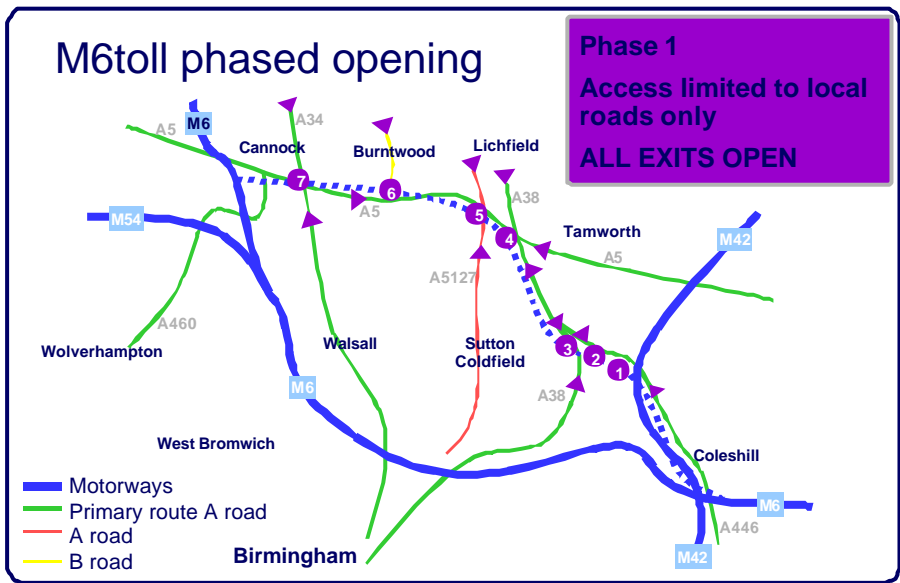 M6toll phased opening
Phase 1
Access limited to local
roads only
ALL EXITS OPEN
M6
A5
A34
Cannock
Burntwood
Lichfield
7
6
A5
A38
5
4
Tamworth
M54
M42
A5
A5127
A460
Wolverhampton
Walsall
Sutton
Coldfield
3
2
1
M6
A38
West Bromwich
Coleshill
Motorways
Primary route A road
A road
B road
Birmingham
M6
A446
M42